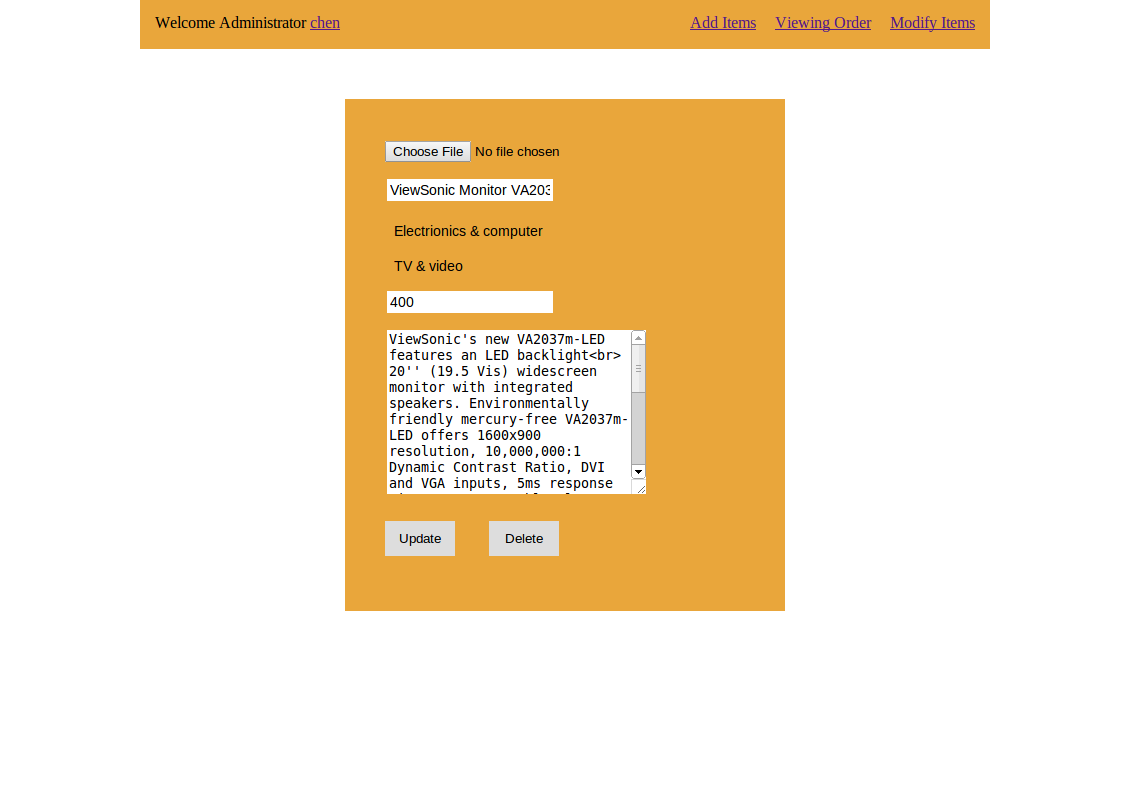 Welcome Administrator chen
Add Items Viewing Order Modify Items
Choose File No file chosen
ViewSonic Monitor VA203
Electrionics & computer
TV & video
400
ViewSonic's new VA2037m-LED
features an LED backlight<br>
20'' (19.5 Vis) widescreen
monitor with integrated
speakers. Environmentally
friendly mercury-free VA2037m-
LED offers 1600x900
resolution, 10,000,000:1
Dynamic Contrast Ratio, DVI
and VGA inputs, 5ms response
Update Delete